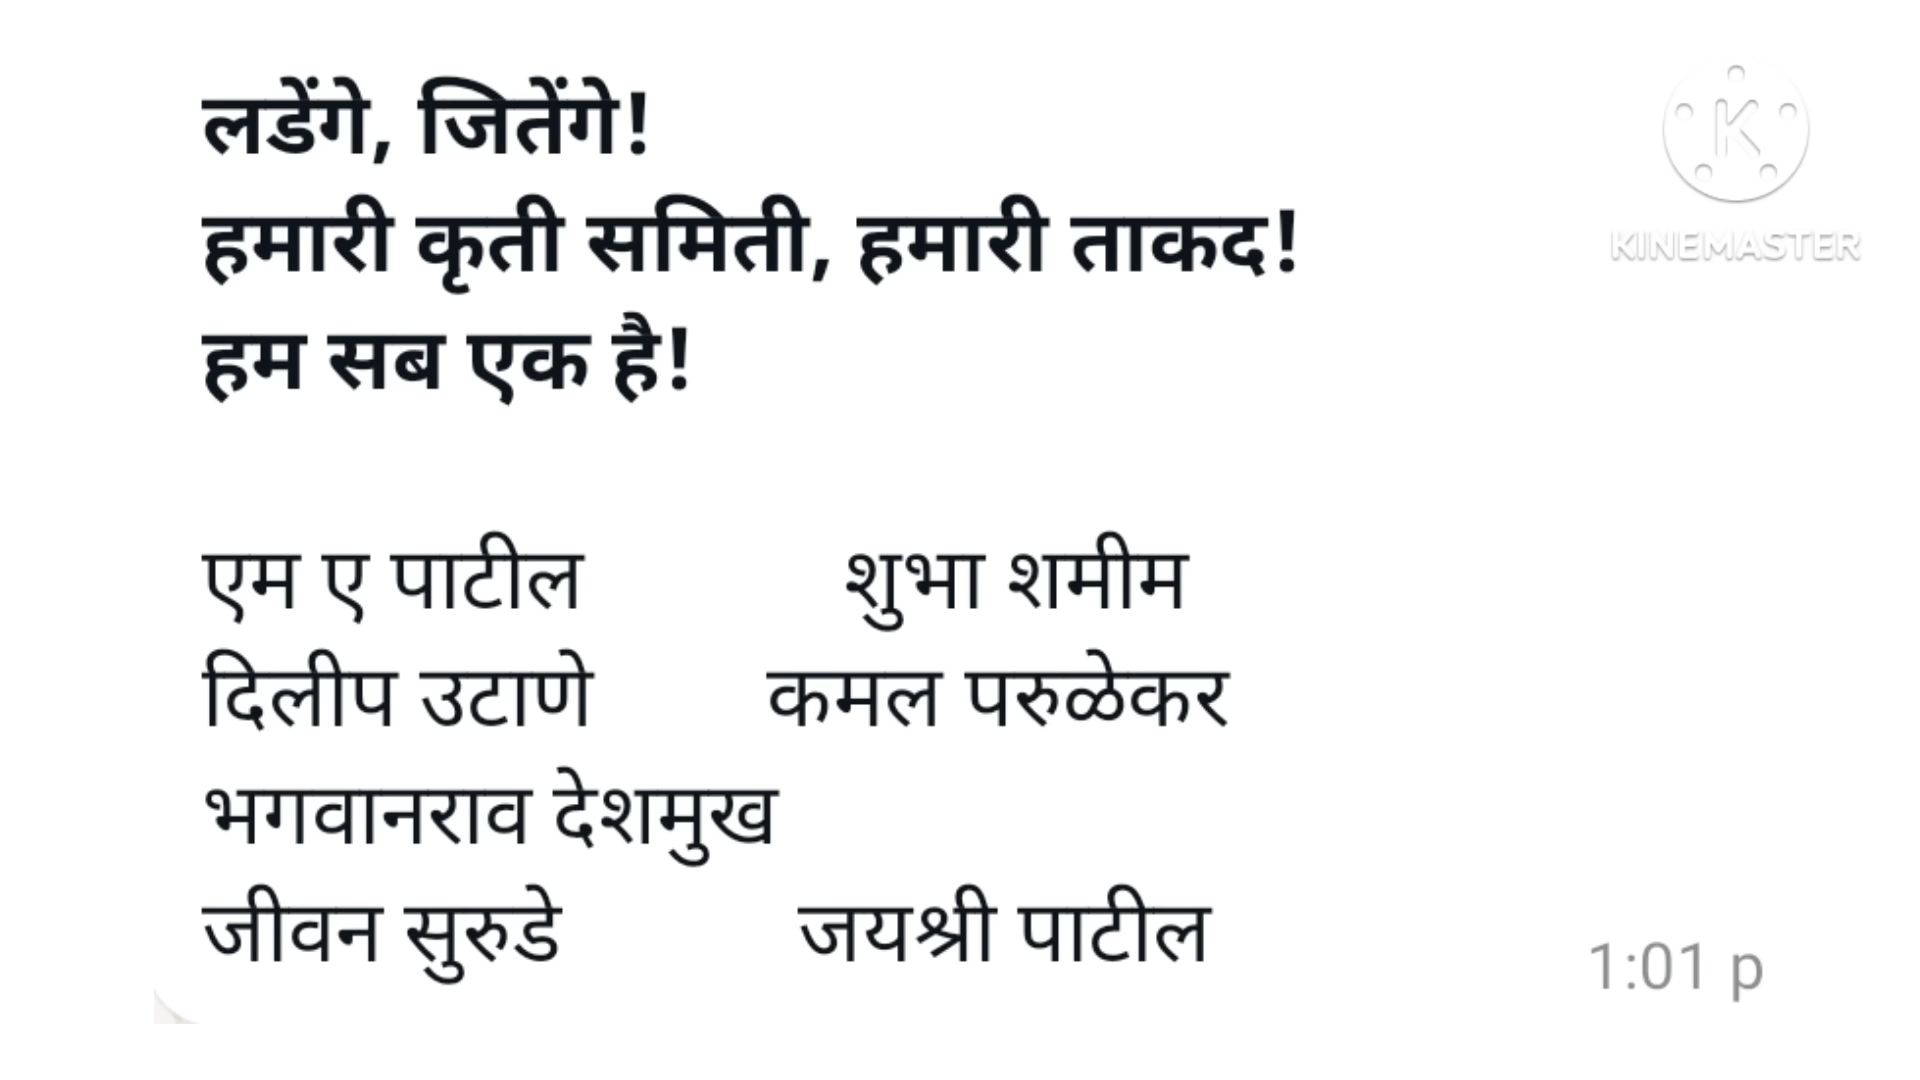 लडेंगे, जितेंगे!
हमारी कृती समिती, हमारी ताकद!
हम सब एक है!
एम ए पाटील शुभा शमीम
दिलीप उटाणे कमल परुळेकर
भगवानराव देशमुख
जीवन सुरुडे जयश्री पाटील
1:01 p
KINEMASTER